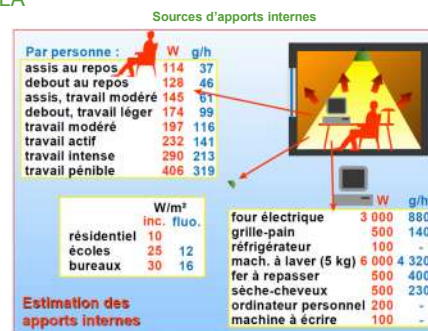 LA
Sources d'apports internes
Par personne : W g/h
assis au repos 114 37
debout au repos 128 46
assis, travail modéré 145 61
debout, travail léger 174 99
travail modéré 197 116
travail actif 232 141
travail intense 290 213
travail pénible 406 319
W/m²
inc. fluo.
résidentiel 10
écoles 25 12
bureaux 30 16
Estimation des
apports internes
W g/h
four électrique 3 000 880
grille-pain 500 140
réfrigérateur 100 -
mach. à laver (5 kg) 6 000 4 320
fer à repasser 500 400
sèche-cheveux 500 230
ordinateur personnel 200 -
machine à écrire 100 -